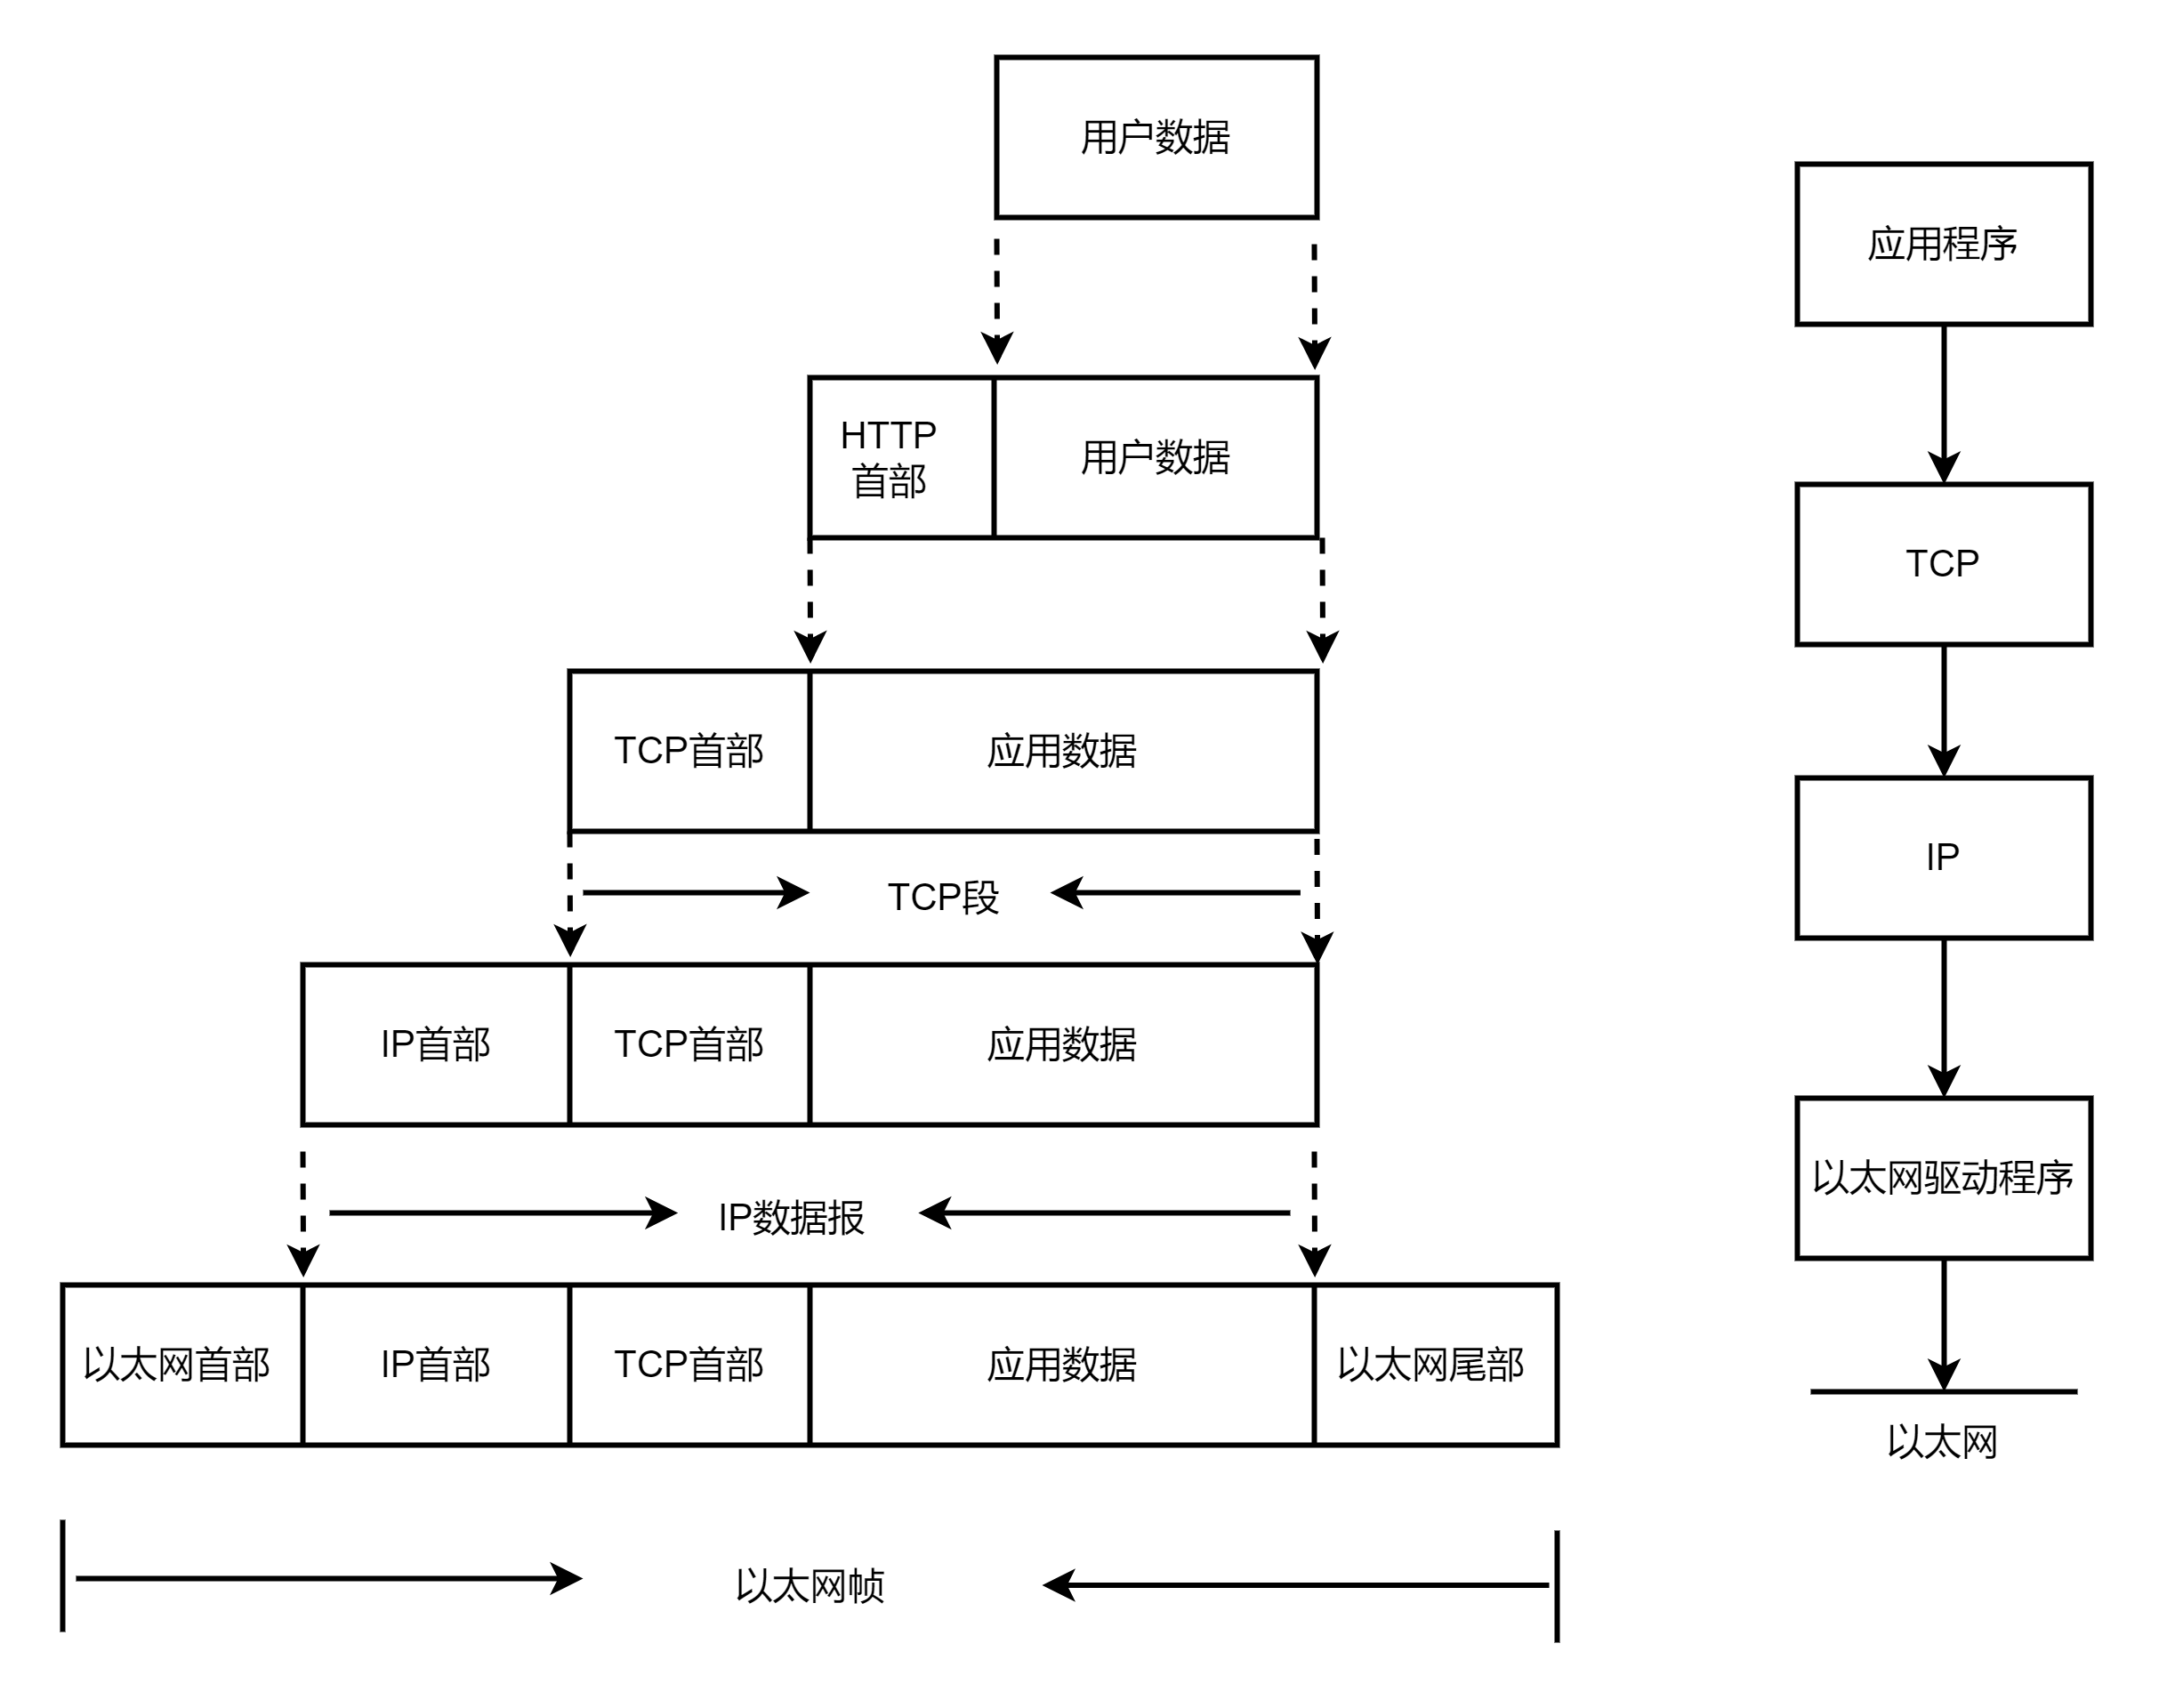 用户数据
应用程序
HTTP
首部
用户数据
TCP
TCP首部
应用数据
TCP段
IP
IP首部
TCP首部
应用数据
IP数据报
以太网驱动程序
以太网首部
IP首部
TCP首部
应用数据
以太网尾部
以太网
以太网帧